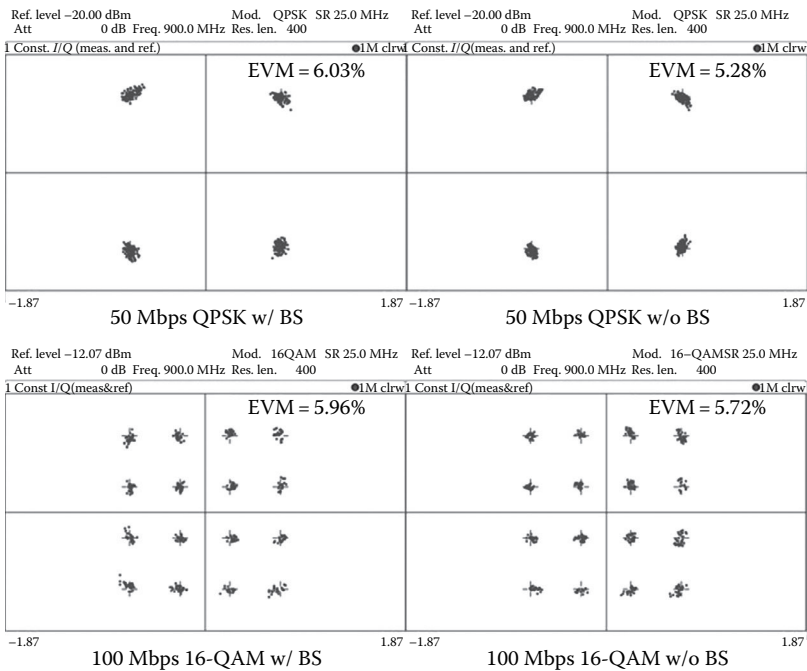 Ref. level −20.00 dBm Mod. QPSK SR 25.0 MHz
Att 0 dB Freq. 900.0 MHz Res. len. 400
1 Const. I/Q (meas. and ref.) 1M clrw
EVM = 6.03%
−1.87 1.87
50 Mbps QPSK w/ BS
Ref. level −20.00 dBm Mod. QPSK SR 25.0 MHz
Att 0 dB Freq. 900.0 MHz Res. len. 400
1 Const. I/Q(meas. and ref.) 1M clrw
EVM = 5.28%
−1.87 1.87
50 Mbps QPSK w/o BS
Ref. level −12.07 dBm Mod. 16QAM SR 25.0 MHz
Att 0 dB Freq. 900.0 MHz Res. len. 400
1 Const I/Q(meas&ref) 1M clrw
EVM = 5.96%
−1.87 1.87
100 Mbps 16-QAM w/ BS
Ref. level −12.07 dBm Mod. 16−QAMSR 25.0 MHz
Att 0 dB Freq. 900.0 MHz Res. len. 400
1 Const I/Q(meas&ref) 1M clrw
EVM = 5.72%
−1.87 1.87
100 Mbps 16-QAM w/o BS